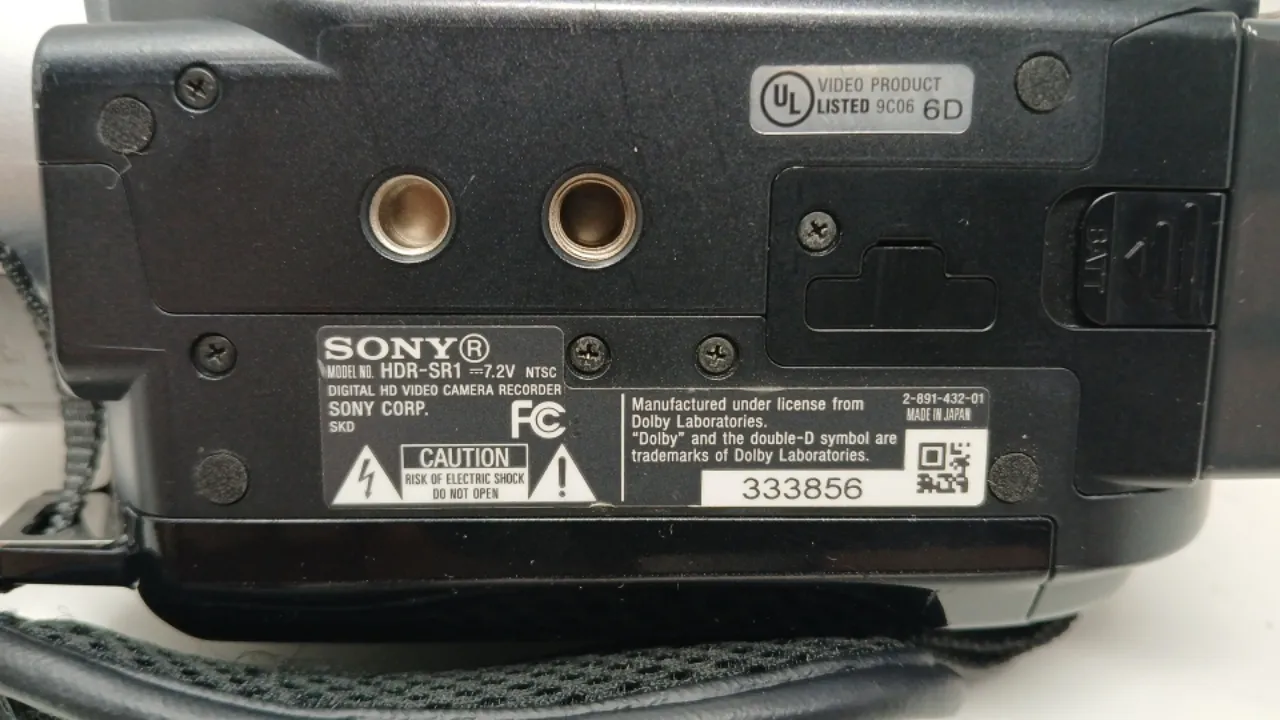 UL VIDEO PRODUCT
LISTED 9C06 6D
BATT
SONY®
MODEL NO. HDR-SR1 ⎓7.2V NTSC
DIGITAL HD VIDEO CAMERA RECORDER
SONY CORP.
SKD
FC
CAUTION
RISK OF ELECTRIC SHOCK
DO NOT OPEN
Manufactured under license from
Dolby Laboratories.
“Dolby” and the double-D symbol are
trademarks of Dolby Laboratories.
2-891-432-01
MADE IN JAPAN
333856